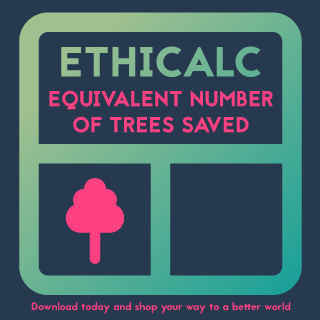 ETHICALC
EQUIVALENT NUMBER
OF TREES SAVED
Download today and shop your way to a better world